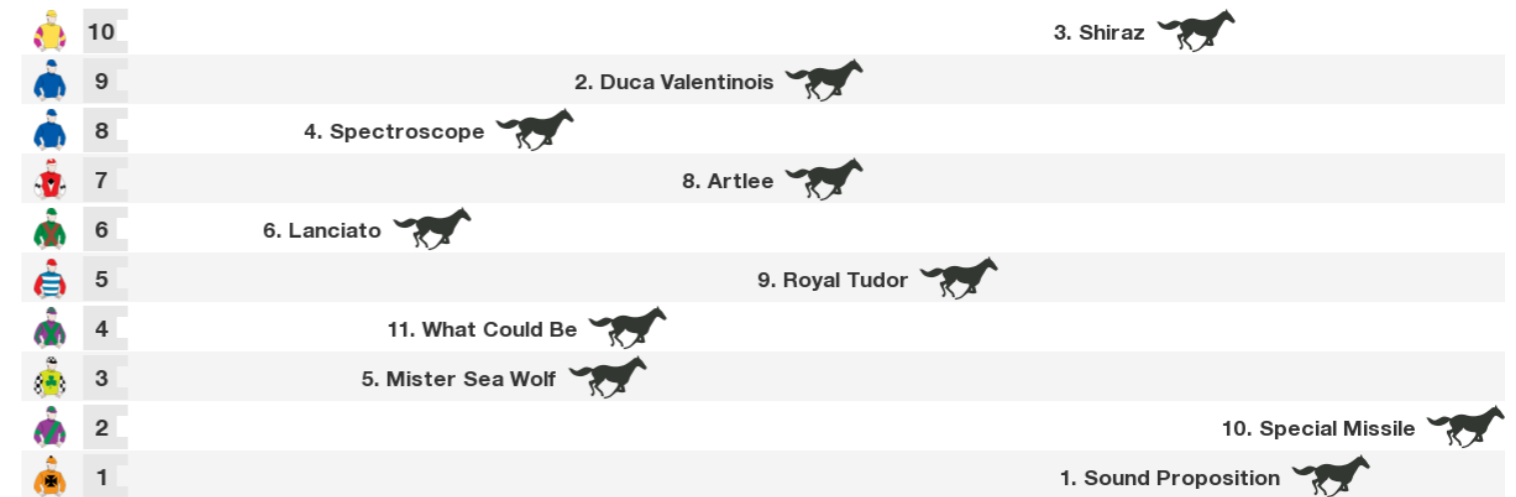 10 3. Shiraz
9 2. Duca Valentinois
8 4. Spectroscope
7 8. Artlee
6 6. Lanciato
5 9. Royal Tudor
4 11. What Could Be
3 5. Mister Sea Wolf
2 10. Special Missile
1 1. Sound Proposition